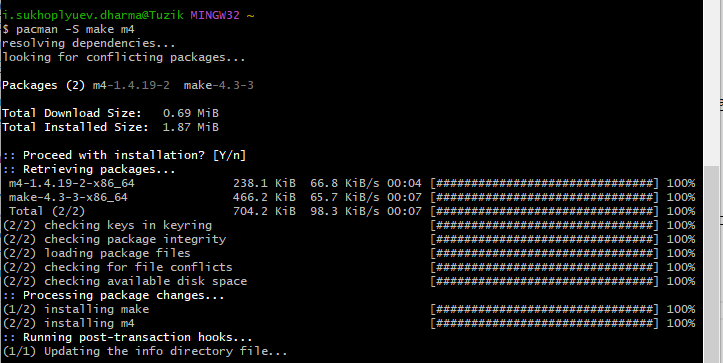 i.sukhoplyuev.dharma@Tuzik MINGW32 ~
$ pacman -S make m4
resolving dependencies...
looking for conflicting packages...
Packages (2) m4-1.4.19-2  make-4.3-3
Total Download Size:   0.69 MiB
Total Installed Size:  1.87 MiB
:: Proceed with installation? [Y/n]
:: Retrieving packages...
m4-1.4.19-2-x86_64 238.1 KiB 66.8 KiB/s 00:04 [###############################] 100%
make-4.3-3-x86_64 466.2 KiB 65.7 KiB/s 00:07 [###############################] 100%
Total (2/2) 704.2 KiB 98.3 KiB/s 00:07 [###############################] 100%
(2/2) checking keys in keyring [###############################] 100%
(2/2) checking package integrity [###############################] 100%
(2/2) loading package files [###############################] 100%
(2/2) checking for file conflicts [###############################] 100%
(2/2) checking available disk space [###############################] 100%
:: Processing package changes...
(1/2) installing make [###############################] 100%
(2/2) installing m4 [###############################] 100%
:: Running post-transaction hooks...
(1/1) Updating the info directory file...